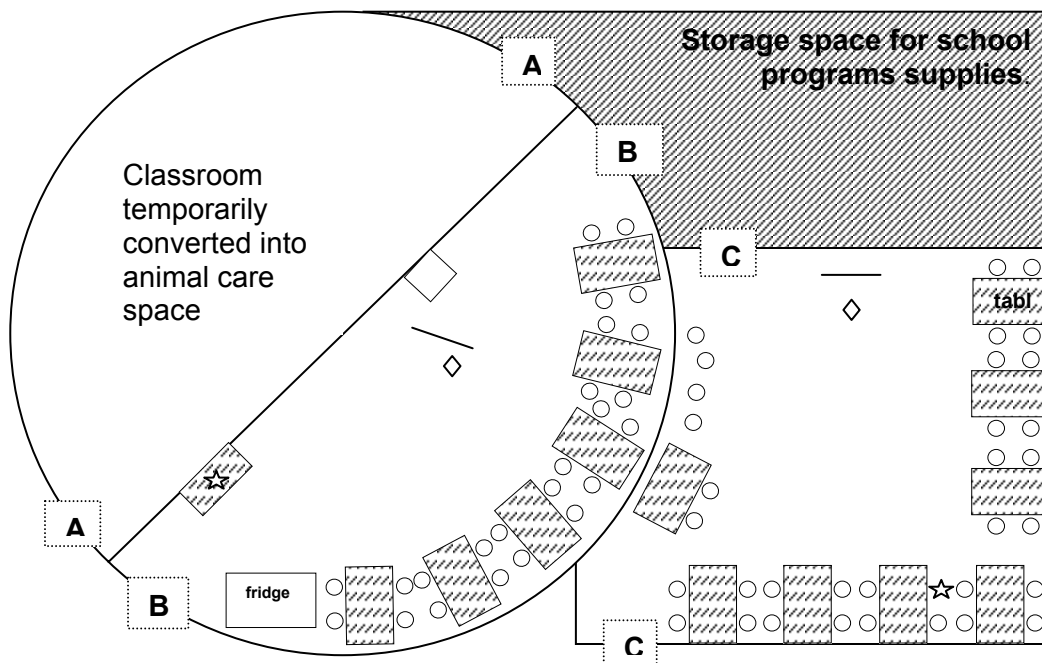 A
Storage space for school
programs supplies.
B
Classroom
temporarily
converted into
animal care
space
C
tabl
A
B
fridge
C